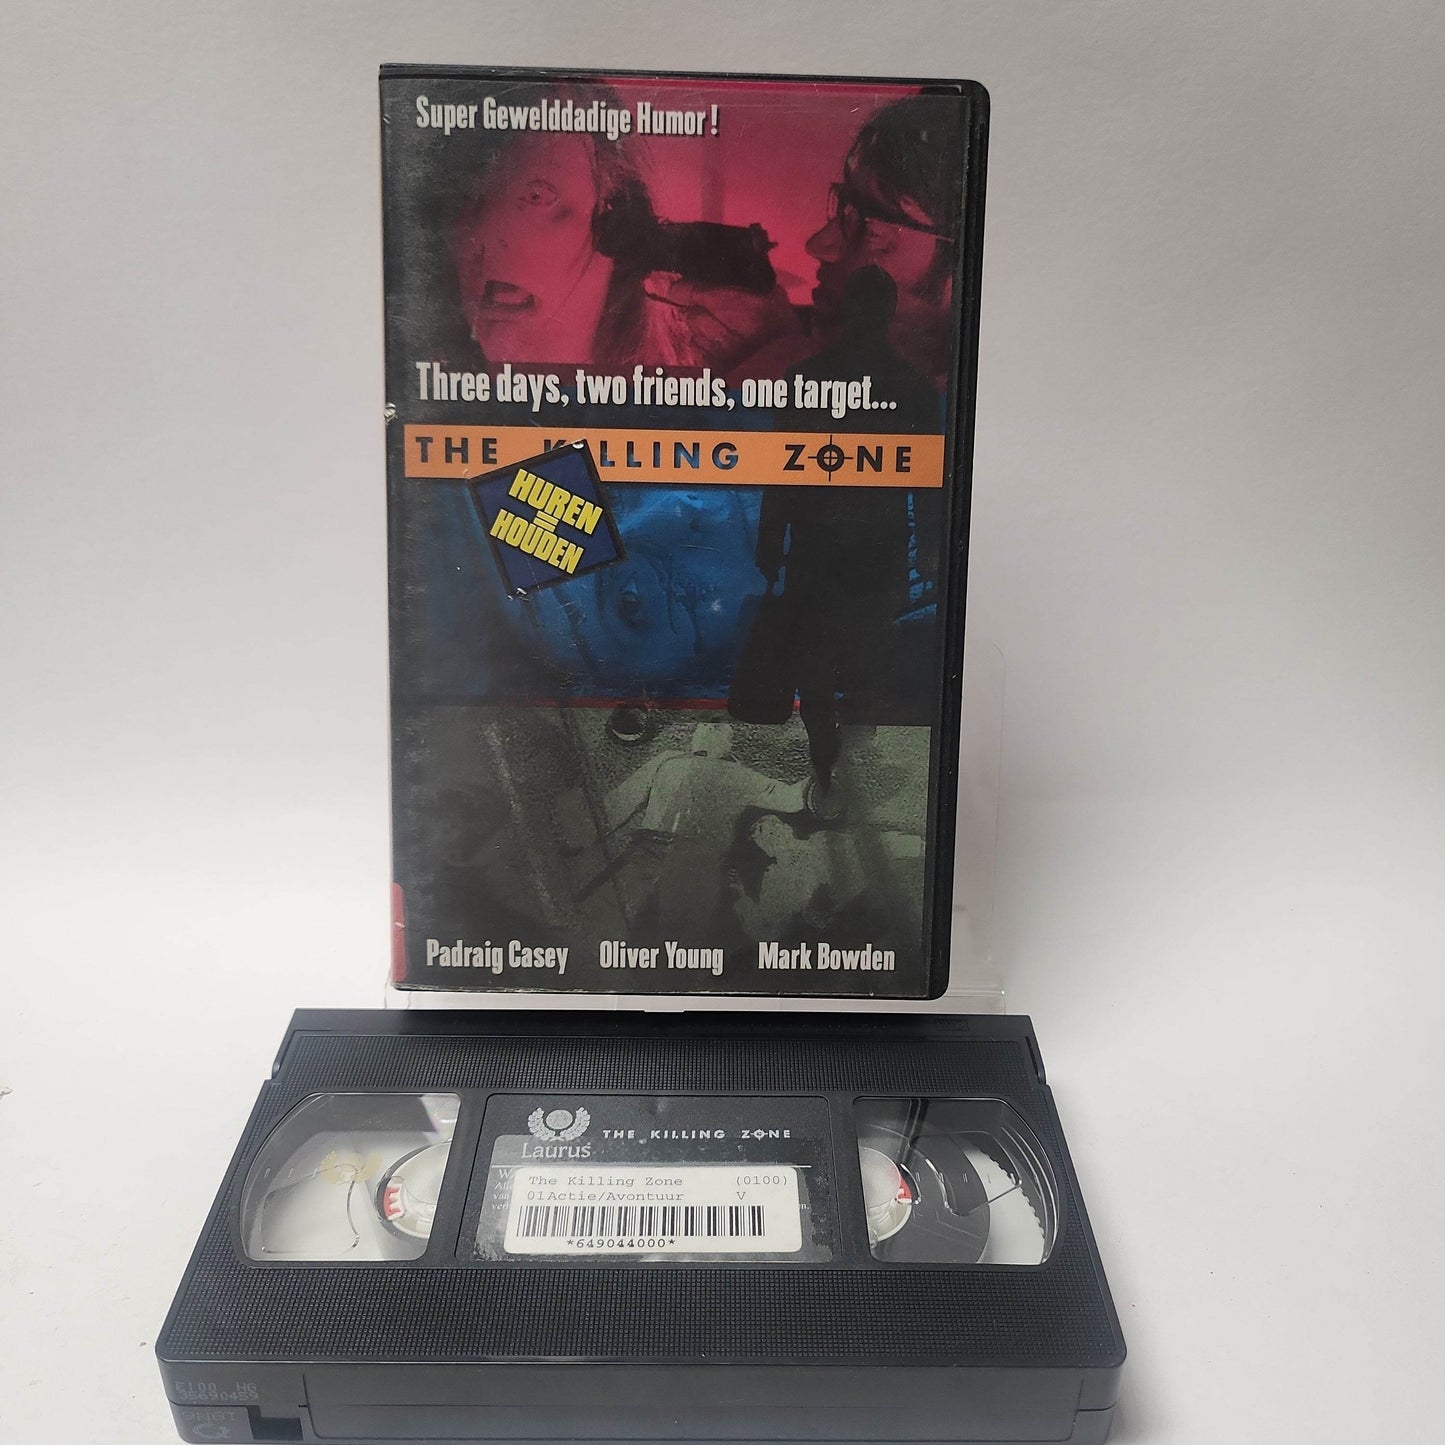 Super Gewelddadige Humor!
Three days, two friends, one target...
THE KILLING ZONE
HUREN
=
HOUDEN
Padraig Casey Oliver Young Mark Bowden
Laurus
THE KILLING ZONE
The Killing Zone (0100)
01Actie/Avontuur V
*649044000*
E180 HG
35690459